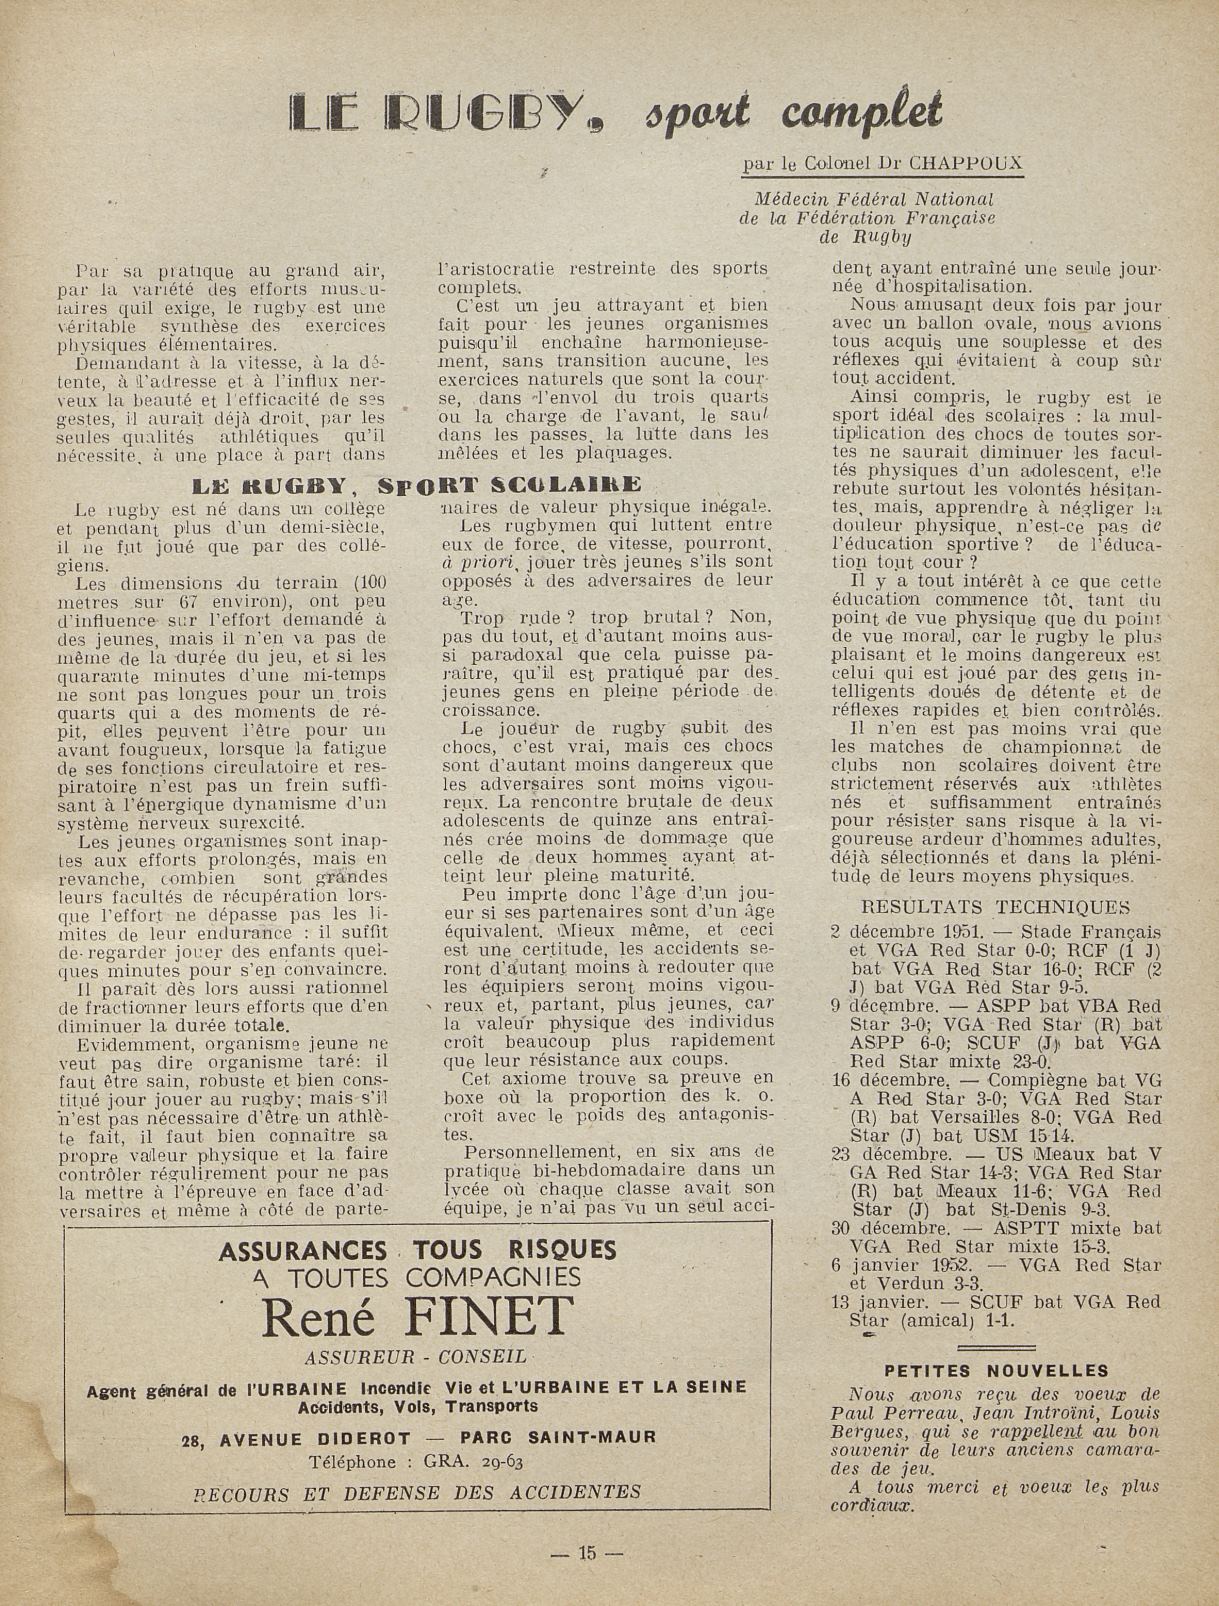 LE RUGBY, sport complet
par le Colonel Dr CHAPPOUX
Médecin Fédéral National
de la Fédération Française
de Rugby
Par sa pratique au grand air,
par la variété des efforts muscu-
laires quil exige, le rugby est une
véritable synthèse des exercices
physiques élémentaires.
Demandant à la vitesse, à la dé-
tente, à l'adresse et à l'influx ner-
veux la beauté et l'efficacité de ses
gestes, il aurait déjà droit, par les
seules qualités athlétiques qu'il
nécessite, à une place à part dans
l'aristocratie restreinte des sports
complets.
C'est un jeu attrayant et bien
fait pour les jeunes organismes
puisqu'il enchaîne harmonieuse-
ment, sans transition aucune, les
exercices naturels que sont la cour-
se, dans l'envol du trois quarts
ou la charge de l'avant, le saut
dans les passes, la lutte dans les
mêlées et les plaquages.
LE RUGBY, SPORT SCOLAIRE
Le rugby est né dans un collège
et pendant plus d'un demi-siècle,
il ne fut joué que par des collé-
giens.
Les dimensions du terrain (100
metres sur 67 environ), ont peu
d'influence sur l'effort demandé à
des jeunes, mais il n'en va pas de
même de la durée du jeu, et si les
quarante minutes d'une mi-temps
ne sont pas longues pour un trois
quarts qui a des moments de ré-
pit, elles peuvent l'être pour un
avant fougueux, lorsque la fatigue
de ses fonctions circulatoire et res-
piratoire n'est pas un frein suffi-
sant à l'énergique dynamisme d'un
système nerveux surexcité.
Les jeunes organismes sont inap-
tes aux efforts prolongés, mais en
revanche, combien sont grandes
leurs facultés de récupération lors-
que l'effort ne dépasse pas les li-
mites de leur endurance : il suffit
de regarder jouer des enfants quel-
ques minutes pour s'en convaincre.
Il paraît dès lors aussi rationnel
de fractionner leurs efforts que d'en
diminuer la durée totale.
Evidemment, organisme jeune ne
veut pas dire organisme taré: il
faut être sain, robuste et bien cons-
titué jour jouer au rugby; mais s'il
n'est pas nécessaire d'être un athlè-
te fait, il faut bien connaître sa
propre valeur physique et la faire
contrôler régulirement pour ne pas
la mettre à l'épreuve en face d'ad-
versaires et même à côté de parte-
naires de valeur physique inégale.
Les rugbymen qui luttent entre
eux de force, de vitesse, pourront,
à priori, jouer très jeunes s'ils sont
opposés à des adversaires de leur
age.
Trop rude ? trop brutal ? Non,
pas du tout, et d'autant moins aus-
si paradoxal que cela puisse pa-
raître, qu'il est pratiqué par des
jeunes gens en pleine période de
croissance.
Le joueur de rugby subit des
chocs, c'est vrai, mais ces chocs
sont d'autant moins dangereux que
les adversaires sont moins vigou-
reux. La rencontre brutale de deux
adolescents de quinze ans entraî-
nés crée moins de dommage que
celle de deux hommes ayant at-
teint leur pleine maturité.
Peu imprte donc l'âge d'un jou-
eur si ses partenaires sont d'un âge
équivalent. Mieux même, et ceci
est une certitude, les accidents se-
ront d'autant moins à redouter que
les équipiers seront moins vigou-
reux et, partant, plus jeunes, car
la valeur physique des individus
croît beaucoup plus rapidement
que leur résistance aux coups.
Cet axiome trouve sa preuve en
boxe où la proportion des k. o.
croît avec le poids des antagonis-
tes.
Personnellement, en six ans de
pratique bi-hebdomadaire dans un
lycée où chaque classe avait son
équipe, je n'ai pas vu un seul acci-
dent ayant entraîné une seule jour-
née d'hospitalisation.
Nous amusant deux fois par jour
avec un ballon ovale, nous avions
tous acquis une souplesse et des
réflexes qui évitaient à coup sûr
tout accident.
Ainsi compris, le rugby est le
sport idéal des scolaires : la mul-
tiplication des chocs de toutes sor-
tes ne saurait diminuer les facul-
tés physiques d'un adolescent, elle
rebute surtout les volontés hésitan-
tes, mais, apprendre à négliger la
douleur physique, n'est-ce pas de
l'éducation sportive ? de l'éduca-
tion tout cour ?
Il y a tout intérêt à ce que cette
éducation commence tôt, tant du
point de vue physique que du point
de vue moral, car le rugby le plus
plaisant et le moins dangereux est
celui qui est joué par des gens in-
telligents doués de détente et de
réflexes rapides et bien contrôlés.
Il n'en est pas moins vrai que
les matches de championnat de
clubs non scolaires doivent être
strictement réservés aux athlètes
nés et suffisamment entraînés
pour résister sans risque à la vi-
goureuse ardeur d'hommes adultes,
déjà sélectionnés et dans la pléni-
tude de leurs moyens physiques.
RESULTATS TECHNIQUES
2 décembre 1951. — Stade Français
et VGA Red Star 0-0; RCF (1 J)
bat VGA Red Star 16-0; RCF (2
J) bat VGA Red Star 9-5.
9 décembre. — ASPP bat VBA Red
Star 3-0; VGA Red Star (R) bat
ASPP 6-0; SCUF (J) bat VGA
Red Star mixte 23-0.
16 décembre. — Compiègne bat VG
A Red Star 3-0; VGA Red Star
(R) bat Versailles 8-0; VGA Red
Star (J) bat USM 15-14.
23 décembre. — US Meaux bat V
GA Red Star 14-3; VGA Red Star
(R) bat Meaux 11-6; VGA Red
Star (J) bat St-Denis 9-3.
30 décembre. — ASPTT mixte bat
VGA Red Star mixte 15-3.
6 janvier 1952. — VGA Red Star
et Verdun 3-3.
13 janvier. — SCUF bat VGA Red
Star (amical) 1-1.
PETITES NOUVELLES
Nous avons reçu des voeux de
Paul Perreau, Jean Introïni, Louis
Bergues, qui se rappellent au bon
souvenir de leurs anciens camara-
des de jeu.
A tous merci et voeux les plus
cordiaux.
ASSURANCES TOUS RISQUES
A TOUTES COMPAGNIES
René FINET
ASSUREUR - CONSEIL
Agent général de l'URBAINE Incendie Vie et L'URBAINE ET LA SEINE
Accidents, Vols, Transports
28, AVENUE DIDEROT — PARC SAINT-MAUR
Téléphone : GRA. 29-63
RECOURS ET DEFENSE DES ACCIDENTES
— 15 —